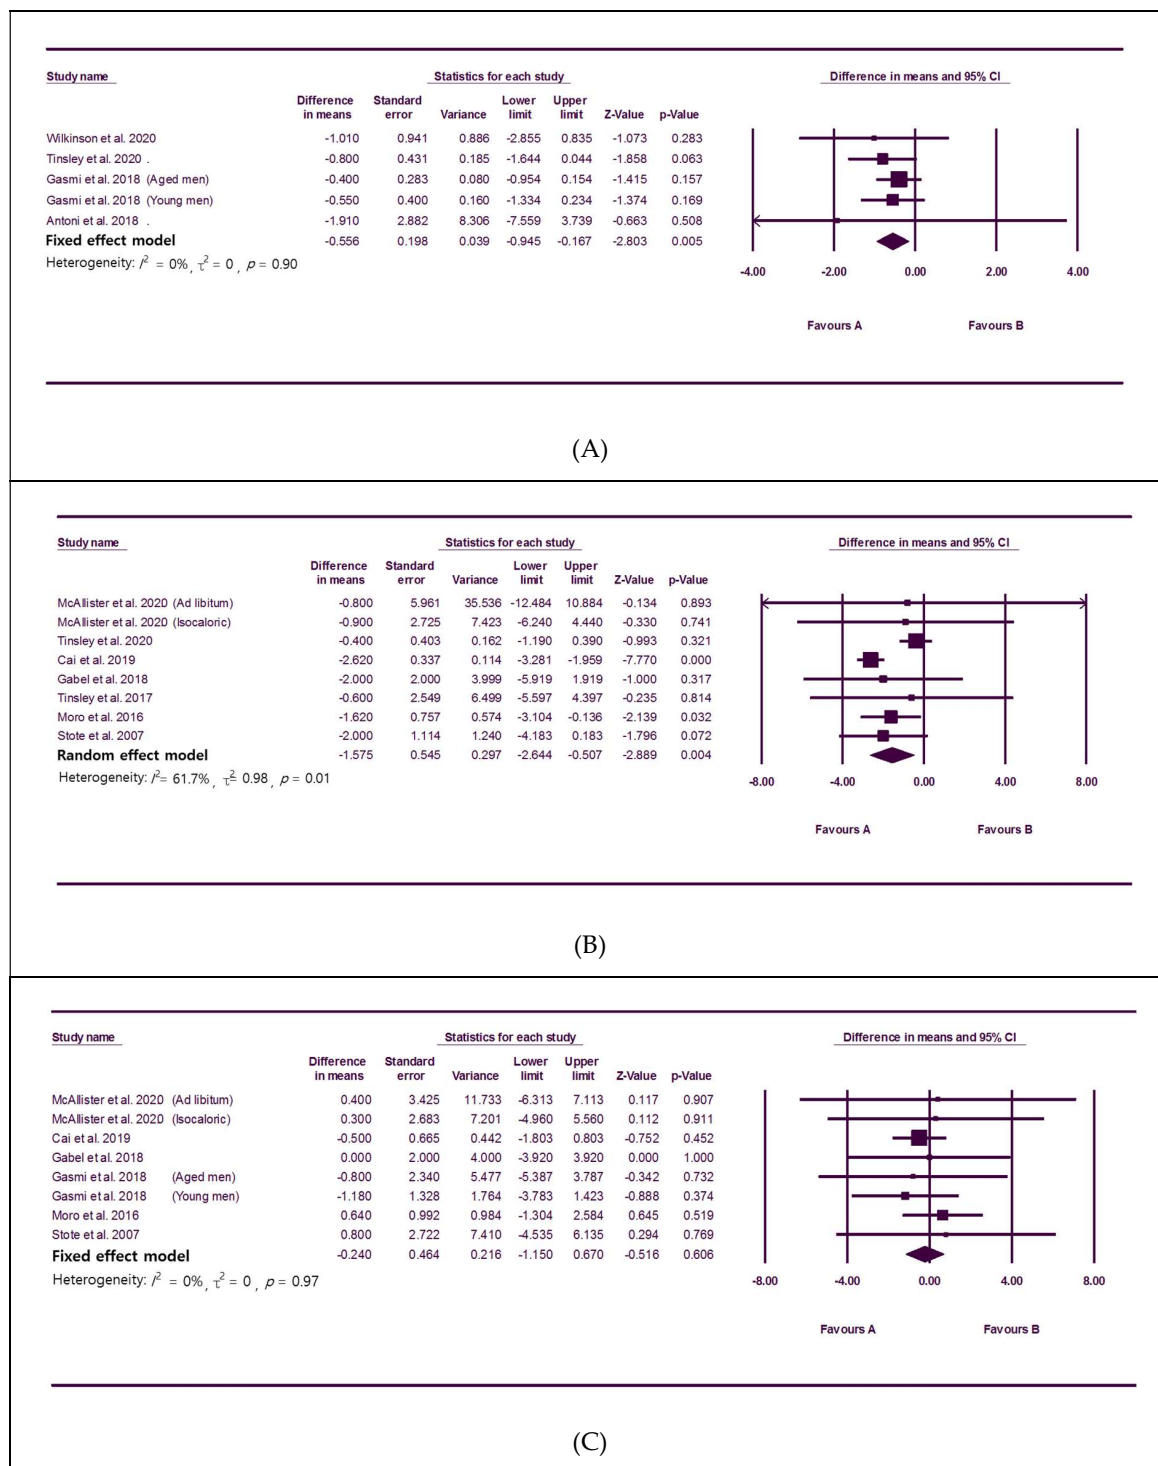 Study name Statistics for each study Difference in means and 95% CI
Difference in means Standard error Variance Lower limit Upper limit Z-Value p-Value
Wilkinson et al. 2020 -1.010 0.941 0.886 -2.855 0.835 -1.073 0.283
Tinsley et al. 2020 . -0.800 0.431 0.185 -1.644 0.044 -1.858 0.063
Gasmi et al. 2018 (Aged men) -0.400 0.283 0.080 -0.954 0.154 -1.415 0.157
Gasmi et al. 2018 (Young men) -0.550 0.400 0.160 -1.334 0.234 -1.374 0.169
Antoni et al. 2018 . -1.910 2.882 8.306 -7.559 3.739 -0.663 0.508
Fixed effect model -0.556 0.198 0.039 -0.945 -0.167 -2.803 0.005
Heterogeneity: I² = 0%, τ² = 0 , p = 0.90
-4.00 -2.00 0.00 2.00 4.00
Favours A Favours B
(A)
Study name Statistics for each study Difference in means and 95% CI
Difference in means Standard error Variance Lower limit Upper limit Z-Value p-Value
McAllister et al. 2020 (Ad libitum) -0.800 5.961 35.536 -12.484 10.884 -0.134 0.893
McAllister et al. 2020 (Isocaloric) -0.900 2.725 7.423 -6.240 4.440 -0.330 0.741
Tinsley et al. 2020 -0.400 0.403 0.162 -1.190 0.390 -0.993 0.321
Cai et al. 2019 -2.620 0.337 0.114 -3.281 -1.959 -7.770 0.000
Gabel et al. 2018 -2.000 2.000 3.999 -5.919 1.919 -1.000 0.317
Tinsley et al. 2017 -0.600 2.549 6.499 -5.597 4.397 -0.235 0.814
Moro et al. 2016 -1.620 0.757 0.574 -3.104 -0.136 -2.139 0.032
Stote et al. 2007 -2.000 1.114 1.240 -4.183 0.183 -1.796 0.072
Random effect model -1.575 0.545 0.297 -2.644 -0.507 -2.889 0.004
Heterogeneity: I²= 61.7% , τ²= 0.98 , p = 0.01
-8.00 -4.00 0.00 4.00 8.00
Favours A Favours B
(B)
Study name Statistics for each study Difference in means and 95% CI
Difference in means Standard error Variance Lower limit Upper limit Z-Value p-Value
McAllister et al. 2020 (Ad libitum) 0.400 3.425 11.733 -6.313 7.113 0.117 0.907
McAllister et al. 2020 (Isocaloric) 0.300 2.683 7.201 -4.960 5.560 0.112 0.911
Cai et al. 2019 -0.500 0.665 0.442 -1.803 0.803 -0.752 0.452
Gabel et al. 2018 0.000 2.000 4.000 -3.920 3.920 0.000 1.000
Gasmi et al. 2018 (Aged men) -0.800 2.340 5.477 -5.387 3.787 -0.342 0.732
Gasmi et al. 2018 (Young men) -1.180 1.328 1.764 -3.783 1.423 -0.888 0.374
Moro et al. 2016 0.640 0.992 0.984 -1.304 2.584 0.645 0.519
Stote et al. 2007 0.800 2.722 7.410 -4.535 6.135 0.294 0.769
Fixed effect model -0.240 0.464 0.216 -1.150 0.670 -0.516 0.606
Heterogeneity: I² = 0% , τ² = 0 , p = 0.97
-8.00 -4.00 0.00 4.00 8.00
Favours A Favours B
(C)